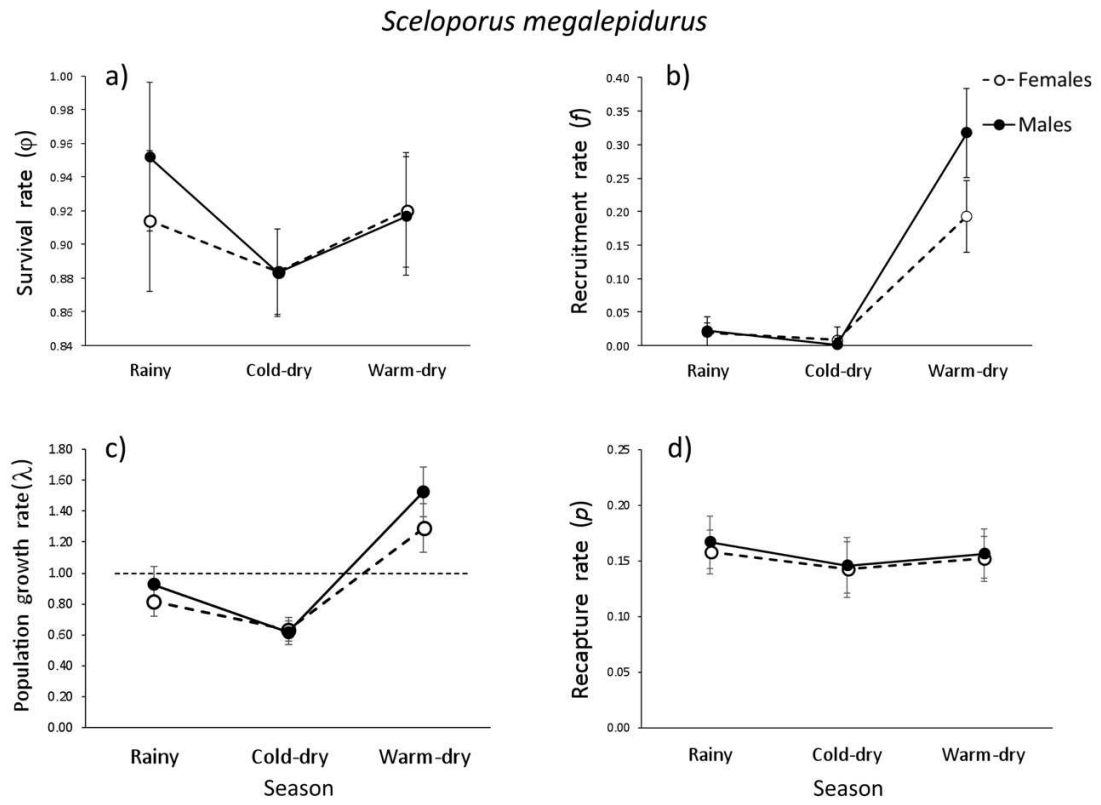 Sceloporus megalepidurus
a)
Survival rate (φ)
1.00
0.98
0.96
0.94
0.92
0.90
0.88
0.86
0.84
Rainy Cold-dry Warm-dry
b)
Females
Males
Recruitment rate (f)
0.40
0.35
0.30
0.25
0.20
0.15
0.10
0.05
0.00
Rainy Cold-dry Warm-dry
c)
Population growth rate(λ)
1.80
1.60
1.40
1.20
1.00
0.80
0.60
0.40
0.20
0.00
Rainy Cold-dry Warm-dry
Season
d)
Recapture rate (p)
0.25
0.20
0.15
0.10
0.05
0.00
Rainy Cold-dry Warm-dry
Season